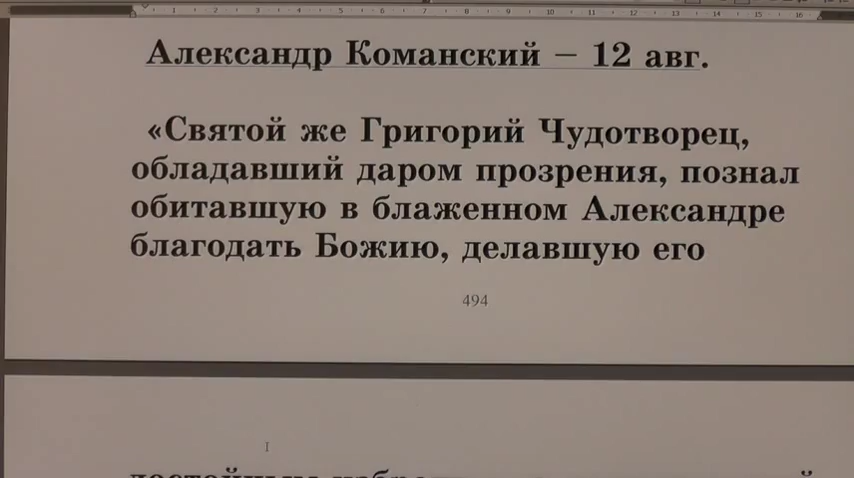 Александр Команский – 12 авг.
«Святой же Григорий Чудотворец,
обладавший даром прозрения, познал
обитавшую в блаженном Александре
благодать Божию, делавшую его
494